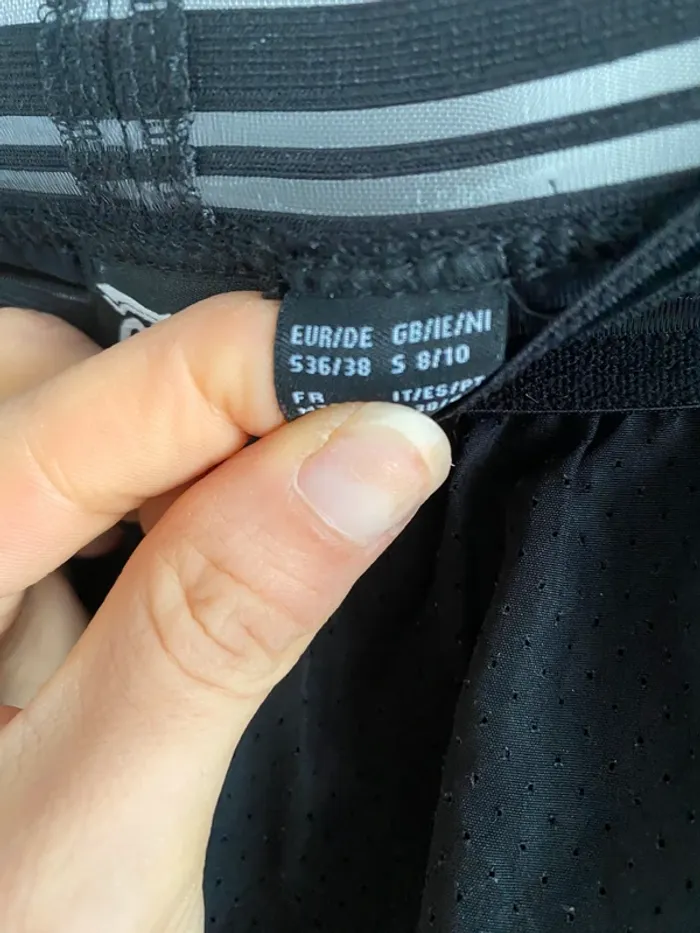 EUR/DE GB/IE/NI
S36/38 S 8/10
FR IT/ES/PT